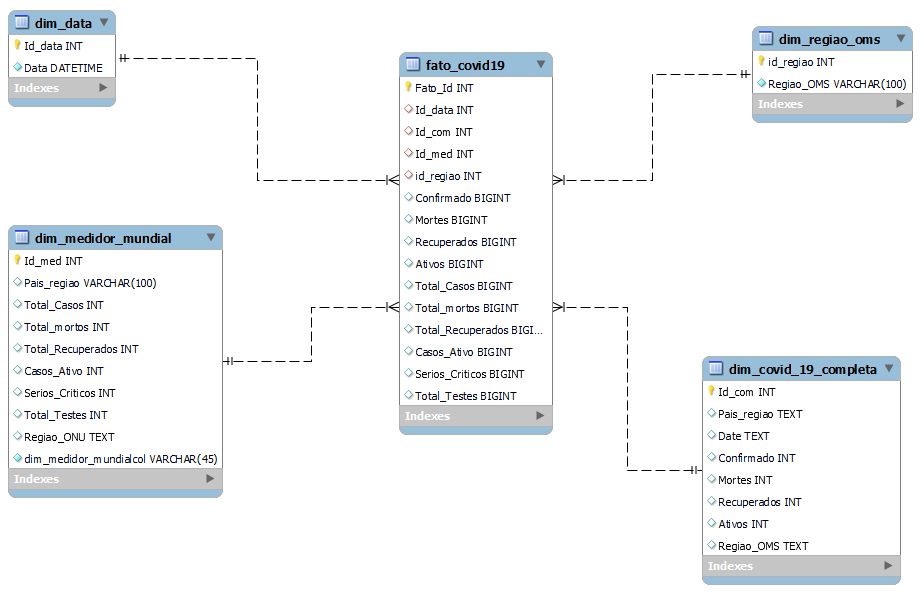 dim_data
Id_data INT
Data DATETIME
Indexes
dim_medidor_mundial
Id_med INT
Pais_regiao VARCHAR(100)
Total_Casos INT
Total_mortos INT
Total_Recuperados INT
Casos_Ativo INT
Serios_Criticos INT
Total_Testes INT
Regiao_ONU TEXT
dim_medidor_mundialcol VARCHAR(45)
Indexes
fato_covid19
Fato_Id INT
Id_data INT
Id_com INT
Id_med INT
id_regiao INT
Confirmado BIGINT
Mortes BIGINT
Recuperados BIGINT
Ativos BIGINT
Total_Casos BIGINT
Total_mortos BIGINT
Total_Recuperados BIGI...
Casos_Ativo BIGINT
Serios_Criticos BIGINT
Total_Testes BIGINT
Indexes
dim_regiao_oms
id_regiao INT
Regiao_OMS VARCHAR(100)
Indexes
dim_covid_19_completa
Id_com INT
Pais_regiao TEXT
Date TEXT
Confirmado INT
Mortes INT
Recuperados INT
Ativos INT
Regiao_OMS TEXT
Indexes